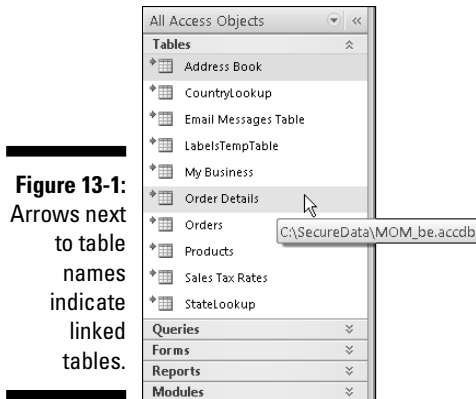 All Access Objects
Tables
Address Book
CountryLookup
Email Messages Table
LabelsTempTable
My Business
Order Details
Orders
C:\SecureData\MOM_be.accdb
Products
Sales Tax Rates
StateLookup
Queries
Forms
Reports
Modules
Figure 13-1:
Arrows next
to table
names
indicate
linked
tables.